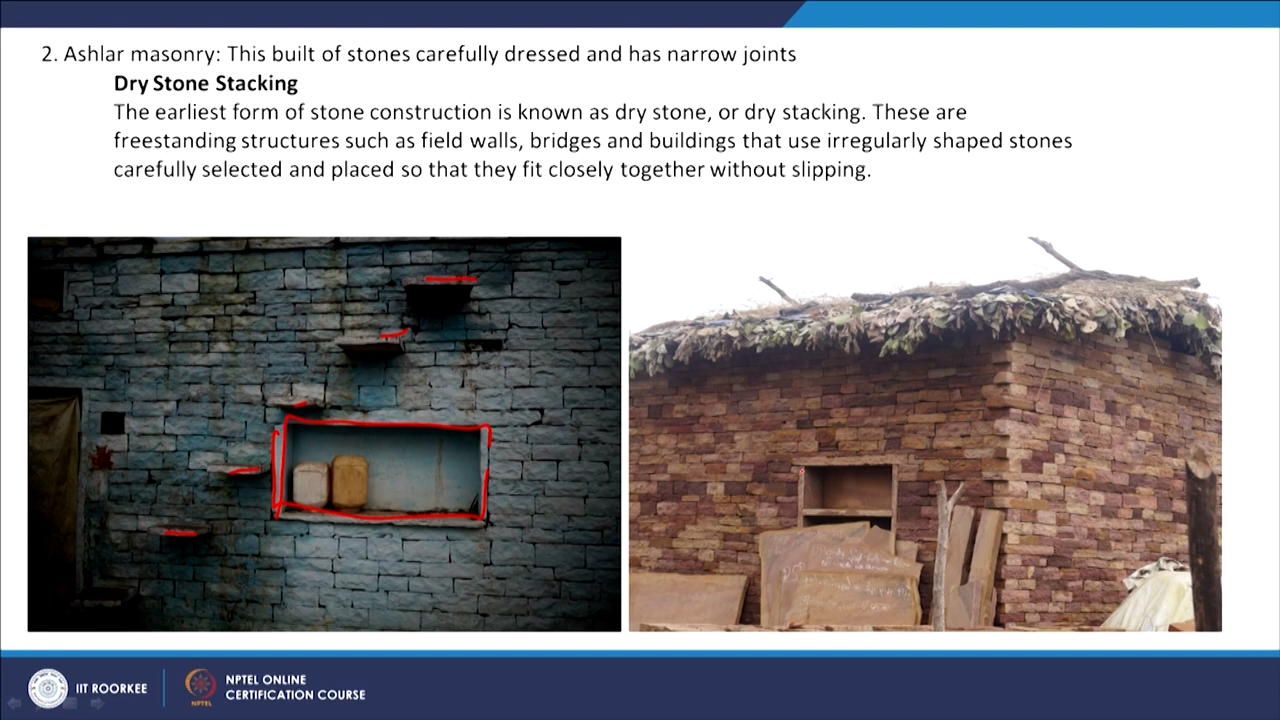 2. Ashlar masonry: This built of stones carefully dressed and has narrow joints
Dry Stone Stacking
The earliest form of stone construction is known as dry stone, or dry stacking. These are
freestanding structures such as field walls, bridges and buildings that use irregularly shaped stones
carefully selected and placed so that they fit closely together without slipping.
IIT ROORKEE
NPTEL
NPTEL ONLINE
CERTIFICATION COURSE